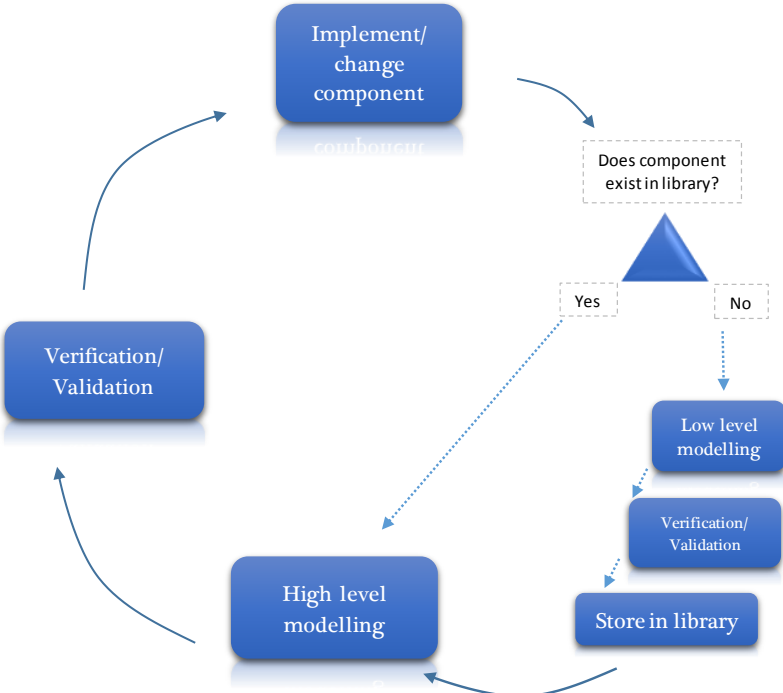 Implement/
change
component
Does component
exist in library?
Yes
No
Verification/
Validation
Low level
modelling
Verification/
Validation
High level
modelling
Store in library